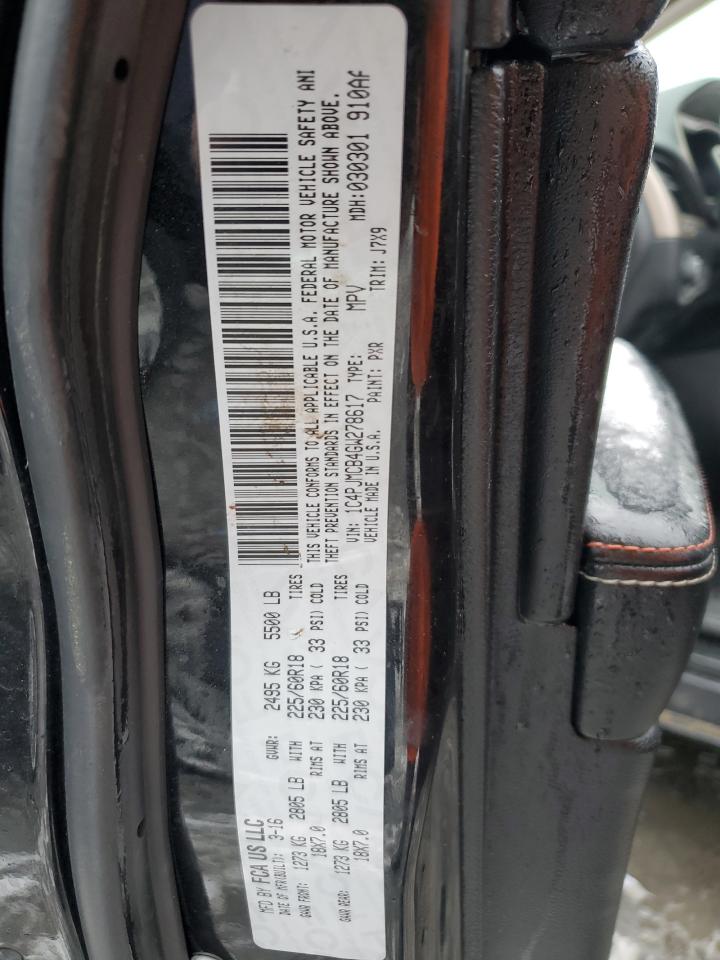 MFD BY FCA US LLC
DATE OF MFR(BUILT): 3-16 GVWR: 2495 KG 5500 LB
GAWR FRONT: 1273 KG 2805 LB WITH 225/60R18 TIRES
18X7.0 RIMS AT 230 KPA ( 33 PSI) COLD
GAWR REAR: 1273 KG 2805 LB WITH 225/60R18 TIRES
18X7.0 RIMS AT 230 KPA ( 33 PSI) COLD
THIS VEHICLE CONFORMS TO ALL APPLICABLE U.S.A. FEDERAL MOTOR VEHICLE SAFETY AND
THEFT PREVENTION STANDARDS IN EFFECT ON THE DATE OF MANUFACTURE SHOWN ABOVE.
VIN: 1C4PJMCB4GW278617 TYPE: MPV MDH: 030301 910AF
VEHICLE MADE IN U.S.A. PAINT: PXR TRIM: J7X9